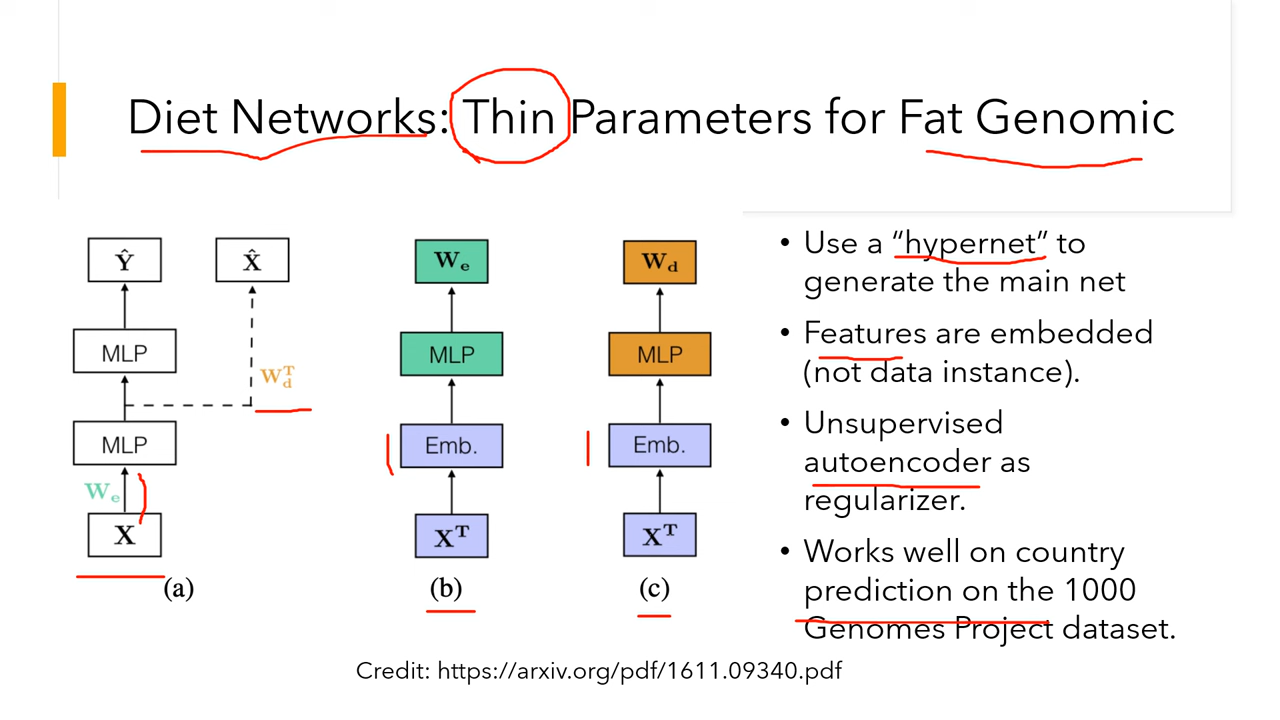 Diet Networks: Thin Parameters for Fat Genomic
Ŷ
X̂
MLP
W_d^T
MLP
W_e
X
(a)
W_e
MLP
Emb.
X^T
(b)
W_d
MLP
Emb.
X^T
(c)
• Use a “hypernet” to
generate the main net
• Features are embedded
(not data instance).
• Unsupervised
autoencoder as
regularizer.
• Works well on country
prediction on the 1000
Genomes Project dataset.
Credit: https://arxiv.org/pdf/1611.09340.pdf